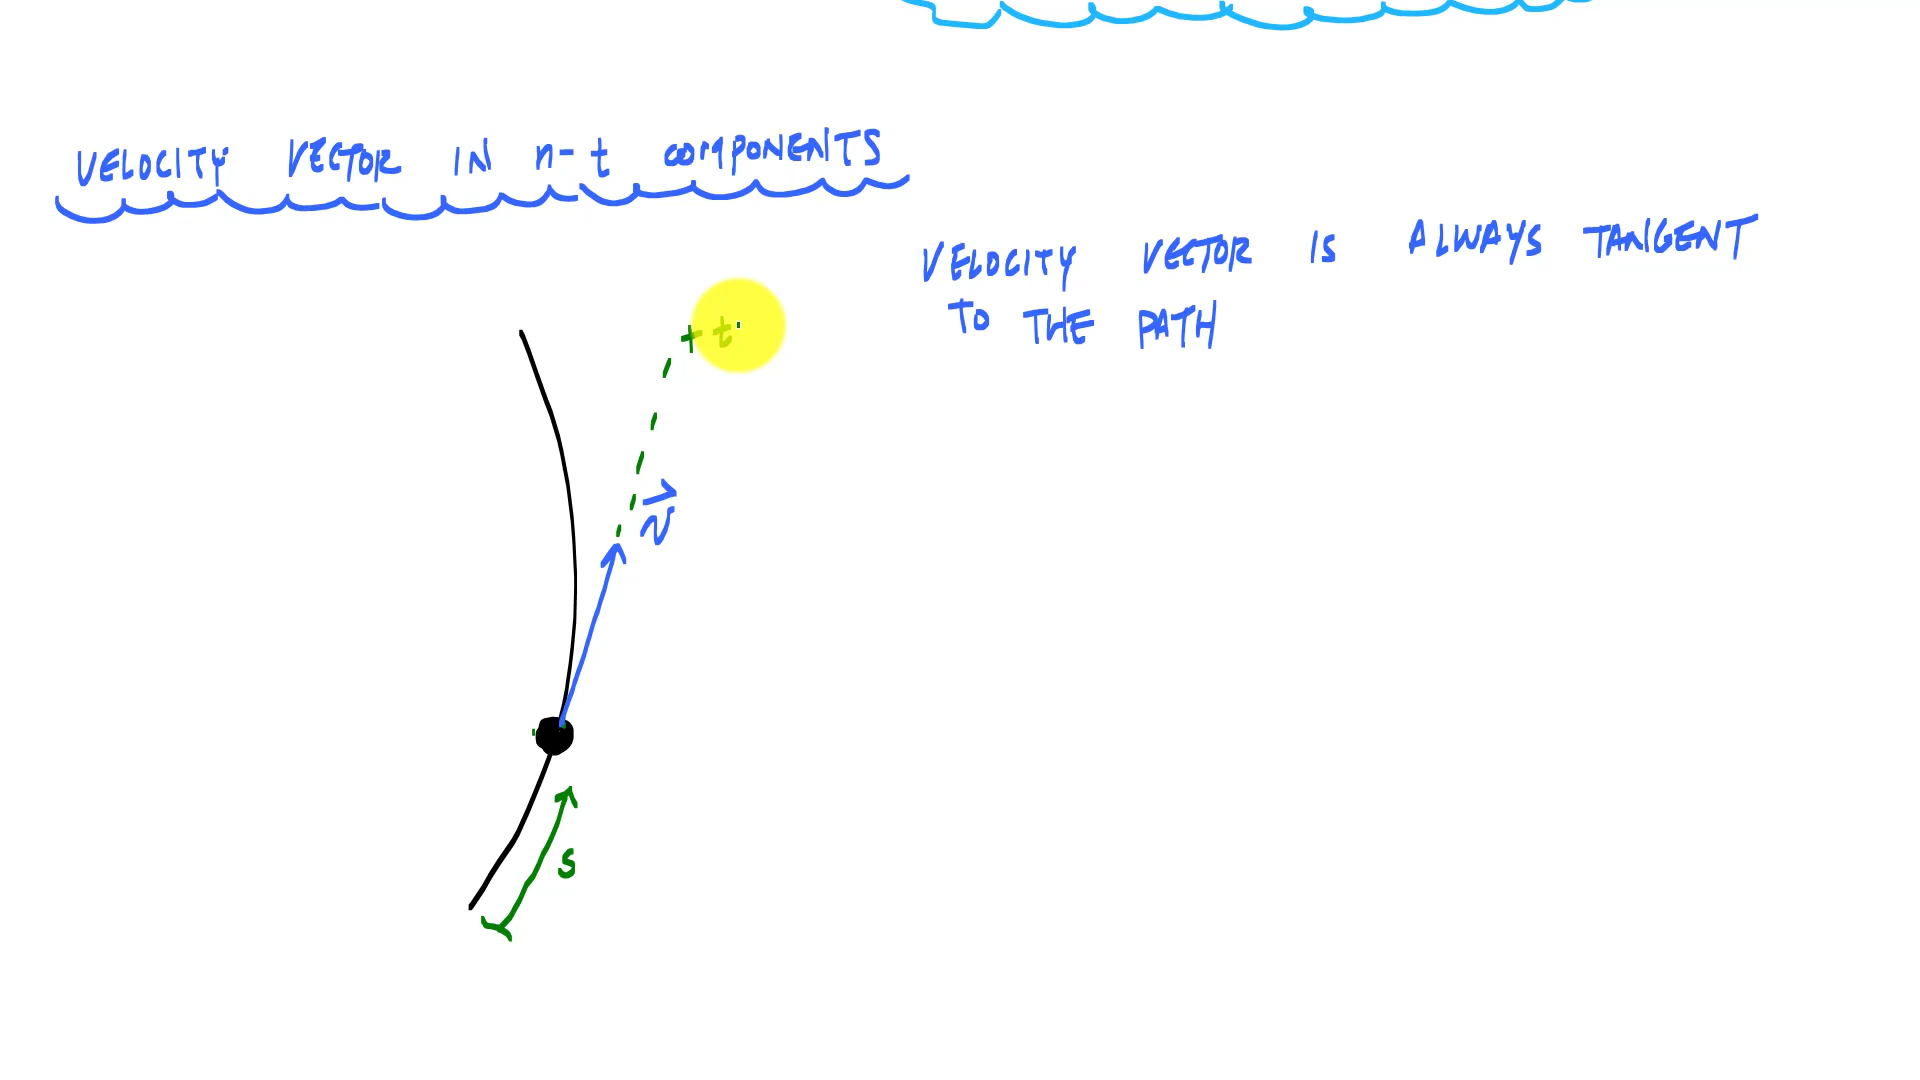 VELOCITY VECTOR IN n-t COMPONENTS
VELOCITY VECTOR IS ALWAYS TANGENT
TO THE PATH
+t
v
s